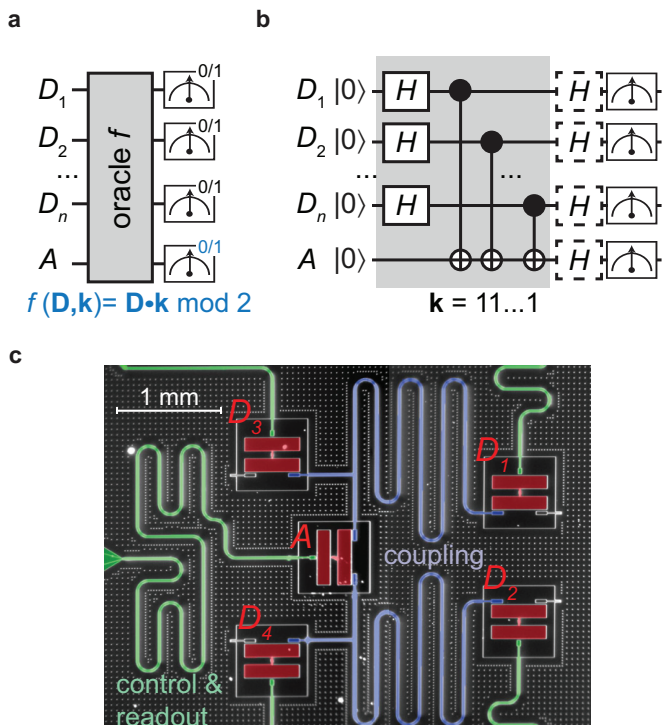 a
b
0/1
D1
D2
...
Dn
A
oracle f
0/1
0/1
0/1
f (D,k)= D•k mod 2
D1 |0⟩ H H
D2 |0⟩ H H
... ...
Dn |0⟩ H H
A |0⟩ H
k = 11...1
c
1 mm
D3
D1
A
coupling
D2
D4
control &
readout